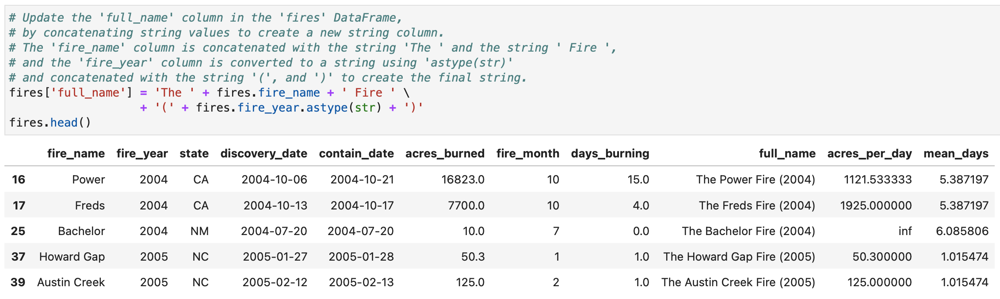 # Update the 'full_name' column in the 'fires' DataFrame,
# by concatenating string values to create a new string column.
# The 'fire_name' column is concatenated with the string 'The ' and the string ' Fire ',
# and the 'fire_year' column is converted to a string using 'astype(str)'
# and concatenated with the string '(', and ')' to create the final string.
fires['full_name'] = 'The ' + fires.fire_name + ' Fire ' \
                   + '(' + fires.fire_year.astype(str) + ')'
fires.head()
fire_name fire_year state discovery_date contain_date acres_burned fire_month days_burning full_name acres_per_day mean_days
16 Power 2004 CA 2004-10-06 2004-10-21 16823.0 10 15.0 The Power Fire (2004) 1121.533333 5.387197
17 Freds 2004 CA 2004-10-13 2004-10-17 7700.0 10 4.0 The Freds Fire (2004) 1925.000000 5.387197
25 Bachelor 2004 NM 2004-07-20 2004-07-20 10.0 7 0.0 The Bachelor Fire (2004) inf 6.085806
37 Howard Gap 2005 NC 2005-01-27 2005-01-28 50.3 1 1.0 The Howard Gap Fire (2005) 50.300000 1.015474
39 Austin Creek 2005 NC 2005-02-12 2005-02-13 125.0 2 1.0 The Austin Creek Fire (2005) 125.000000 1.015474